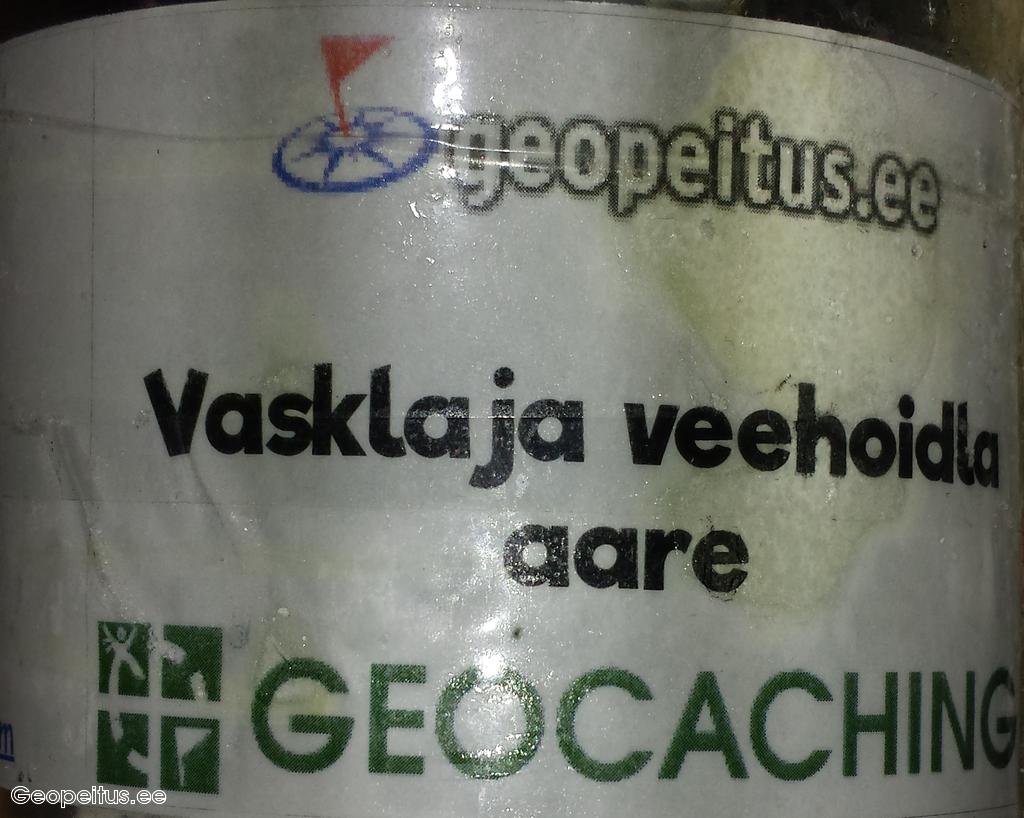 geopeitus.ee
Vasklaja veehoidla
aare
GEOCACHING
m
Geopeitus.ee